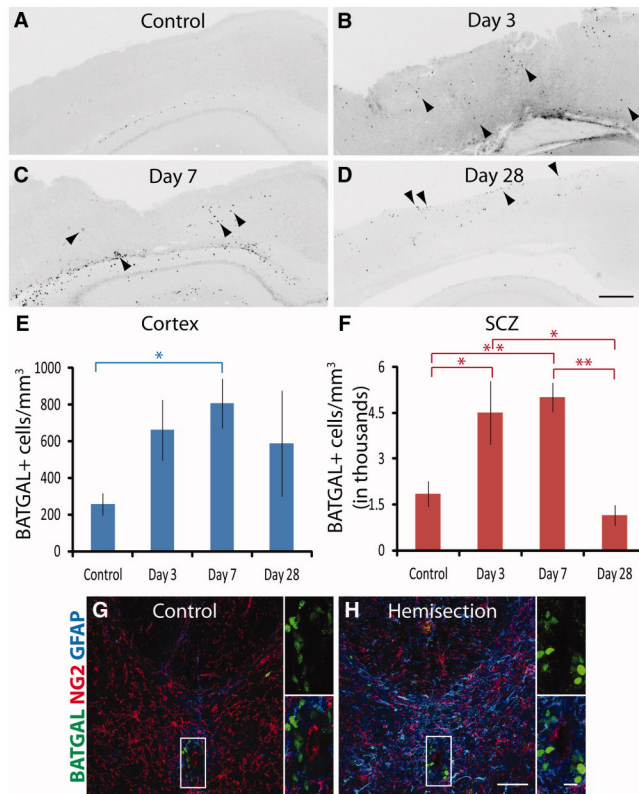 A Control
B Day 3
C Day 7
D Day 28
E Cortex
BATGAL+ cells/mm³
1000
800
600
400
200
0
Control Day 3 Day 7 Day 28
*
F SCZ
BATGAL+ cells/mm³
(in thousands)
6
4.5
3
1.5
0
Control Day 3 Day 7 Day 28
*
* *
*
**
BATGAL NG2 GFAP
G Control
H Hemisection